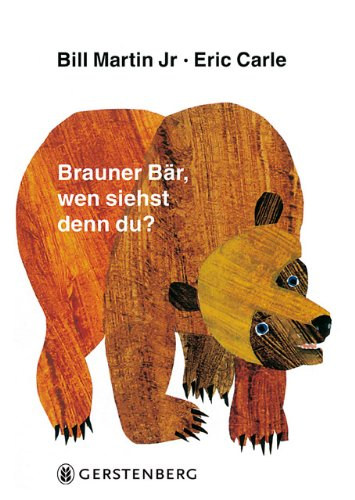 Bill Martin Jr · Eric Carle
Brauner Bär,
wen siehst
denn du?
GERSTENBERG